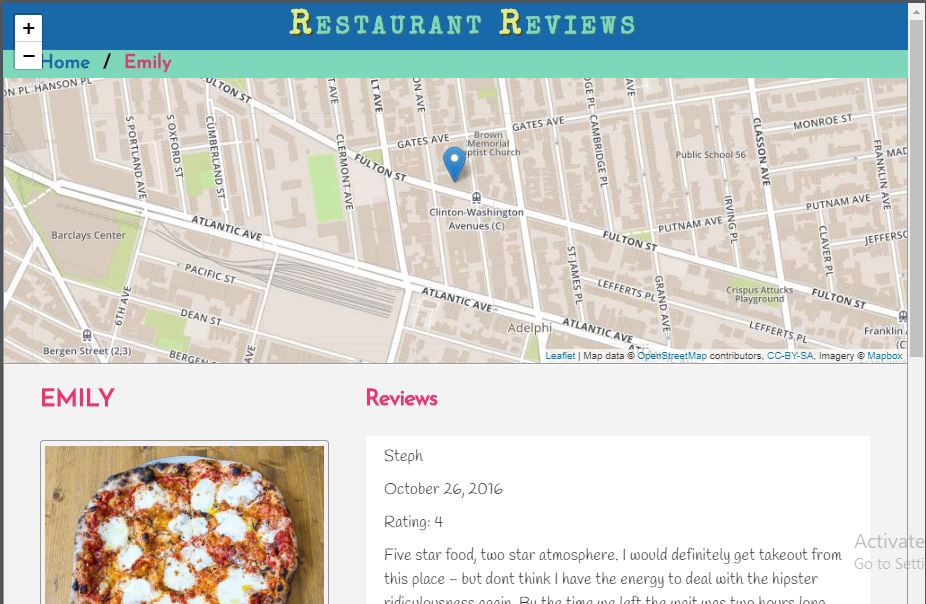 RESTAURANT REVIEWS
+
−
Home / Emily
ON PL HANSON PL
FULTON ST
S PORTLAND AVE
S OXFORD ST
CUMBERLAND ST
CLERMONT AVE
FULTON ST
GATES AVE
Brown
Memorial
ptist Church
GATES AVE
CAMBRIDGE PL
Public School 56
CLASSON AVE
MONROE ST
FRANKLIN AVE
MAD
Clinton-Washington
Avenues (C)
PUTNAM AVE
PUTNAM AVE
IRVING PL
Barclays Center
ATLANTIC AVE
FULTON ST
CLAVER PL
JEFFERSO
PACIFIC ST
ST JAMES PL
LEFFERTS PL
GRAND AVE
Crispus Attucks
Playground
FULTON ST
6TH AVE
DEAN ST
ATLANTIC AVE
Adelphi
ATLANTIC AVE
LEFFERTS PL
Franklin A
(C
Bergen Street (2,3)
BERGEN
AVE
Leaflet | Map data © OpenStreetMap contributors, CC-BY-SA, Imagery © Mapbox
EMILY
Reviews
Steph
October 26, 2016
Rating: 4
Five star food, two star atmosphere. I would definitely get takeout from
this place - but dont think I have the energy to deal with the hipster
ridiculousness again. By the time we left the wait was two hours long.
Activate
Go to Setti